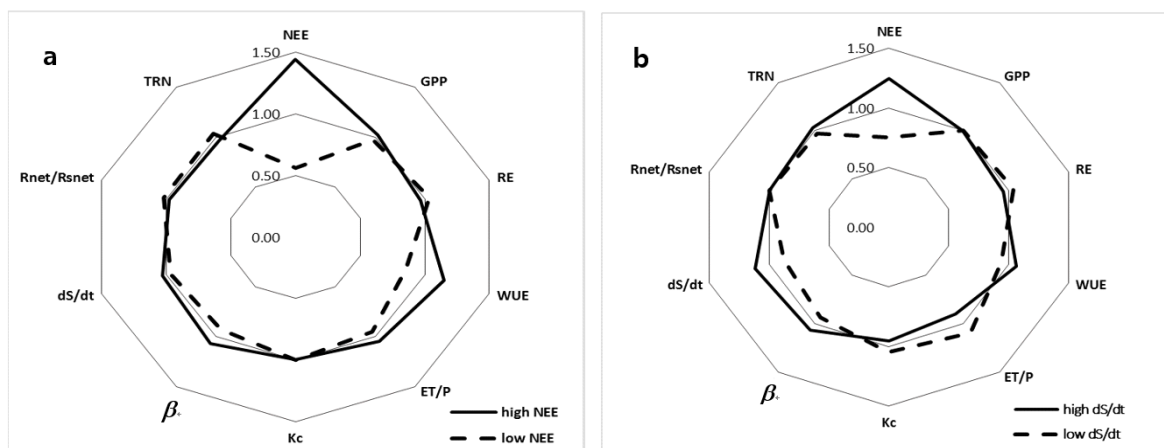 a
NEE
1.50
TRN
GPP
1.00
Rnet/Rsnet
0.50
RE
0.00
dS/dt
WUE
β+
ET/P
Kc
high NEE
low NEE
b
NEE
1.50
TRN
GPP
1.00
Rnet/Rsnet
0.50
RE
0.00
dS/dt
WUE
β+
ET/P
Kc
high dS/dt
low dS/dt